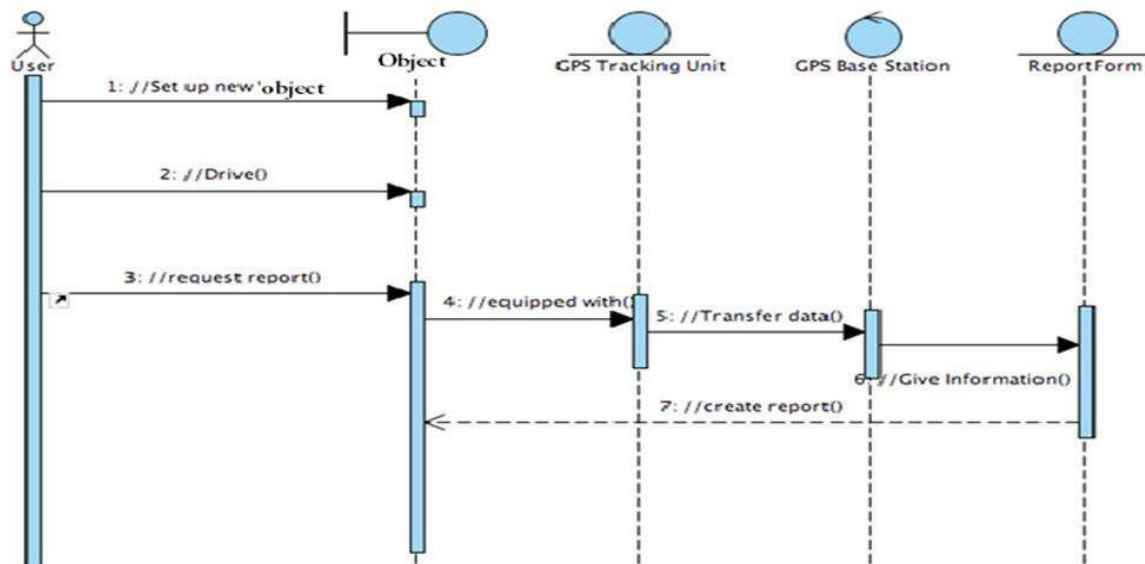 User
Object
GPS Tracking Unit
GPS Base Station
ReportForm
1: //Set up new 'object
2: //Drive()
3: //request report()
4: //equipped with()
5: //Transfer data()
6: //Give Information()
7: //create report()